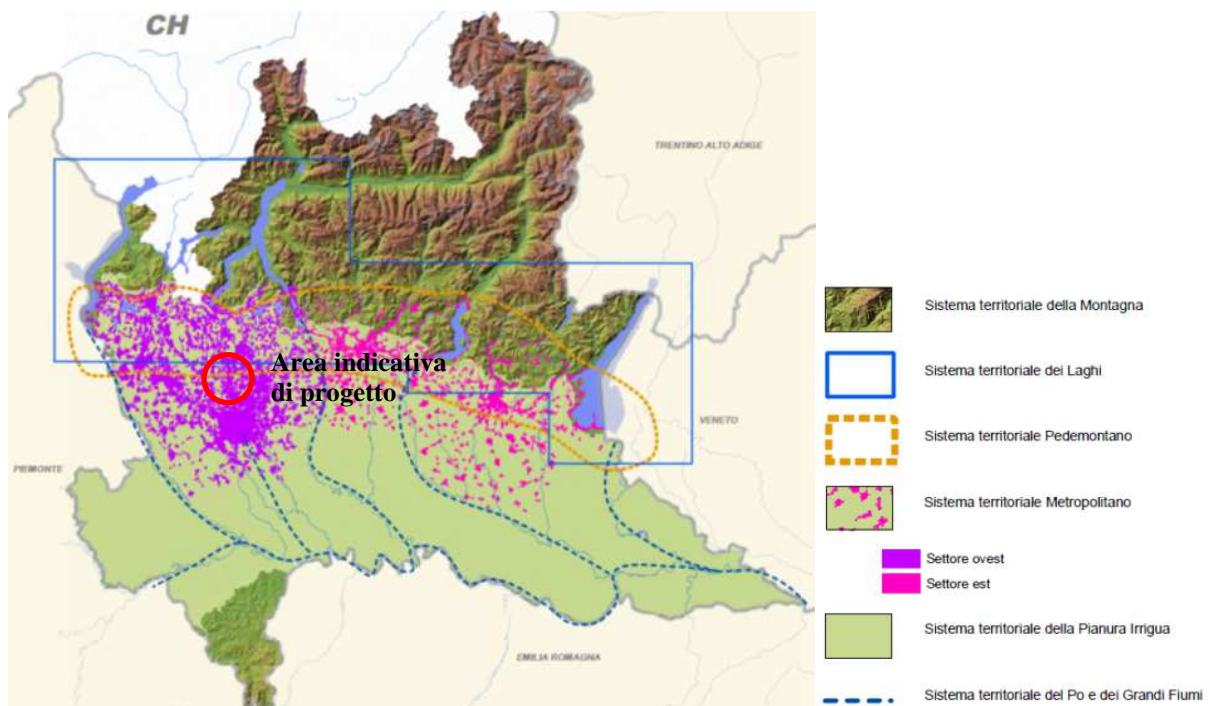 CH
TRENTINO ALTO ADIGE
Area indicativa
di progetto
VENETO
PIEMONTE
EMILIA ROMAGNA
Sistema territoriale della Montagna
Sistema territoriale dei Laghi
Sistema territoriale Pedemontano
Sistema territoriale Metropolitano
Settore ovest
Settore est
Sistema territoriale della Pianura Irrigua
Sistema territoriale del Po e dei Grandi Fiumi